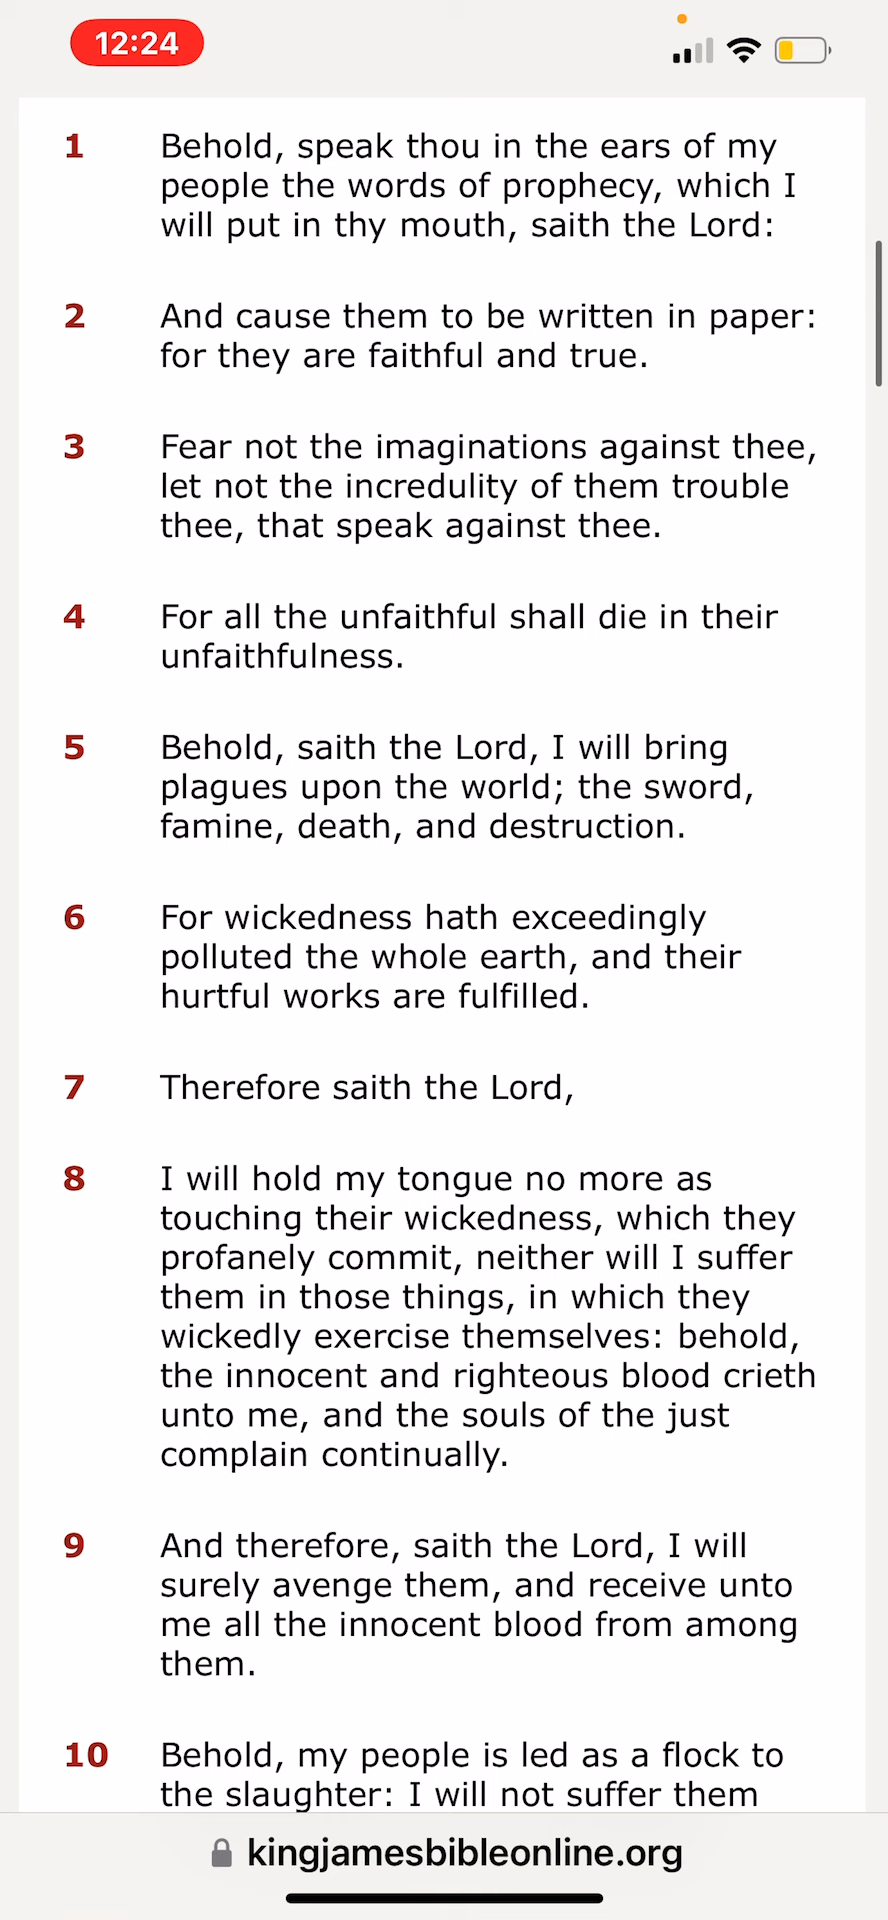 12:24
1 Behold, speak thou in the ears of my
people the words of prophecy, which I
will put in thy mouth, saith the Lord:
2 And cause them to be written in paper:
for they are faithful and true.
3 Fear not the imaginations against thee,
let not the incredulity of them trouble
thee, that speak against thee.
4 For all the unfaithful shall die in their
unfaithfulness.
5 Behold, saith the Lord, I will bring
plagues upon the world; the sword,
famine, death, and destruction.
6 For wickedness hath exceedingly
polluted the whole earth, and their
hurtful works are fulfilled.
7 Therefore saith the Lord,
8 I will hold my tongue no more as
touching their wickedness, which they
profanely commit, neither will I suffer
them in those things, in which they
wickedly exercise themselves: behold,
the innocent and righteous blood crieth
unto me, and the souls of the just
complain continually.
9 And therefore, saith the Lord, I will
surely avenge them, and receive unto
me all the innocent blood from among
them.
10 Behold, my people is led as a flock to
the slaughter: I will not suffer them
kingjamesbibleonline.org